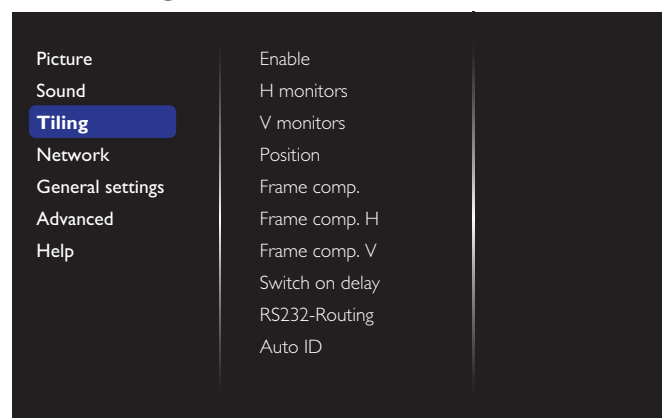 Picture
Sound
Tiling
Network
General settings
Advanced
Help
Enable
H monitors
V monitors
Position
Frame comp.
Frame comp. H
Frame comp. V
Switch on delay
RS232-Routing
Auto ID